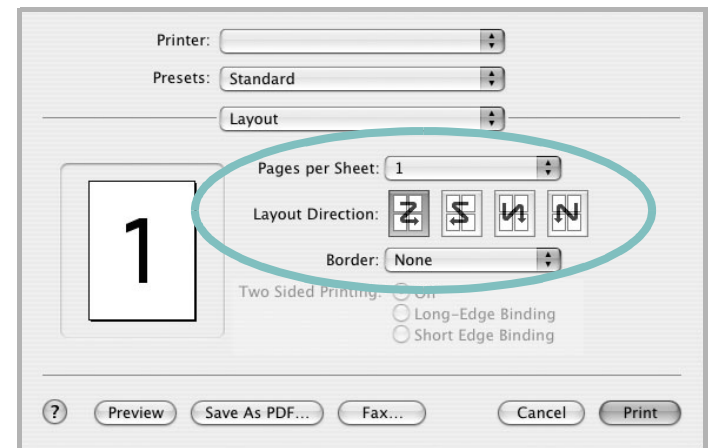 Printer:
Presets: Standard
Layout
Pages per Sheet: 1
Layout Direction:
Border: None
Two Sided Printing: Off
Long-Edge Binding
Short Edge Binding
1
? Preview Save As PDF... Fax... Cancel Print